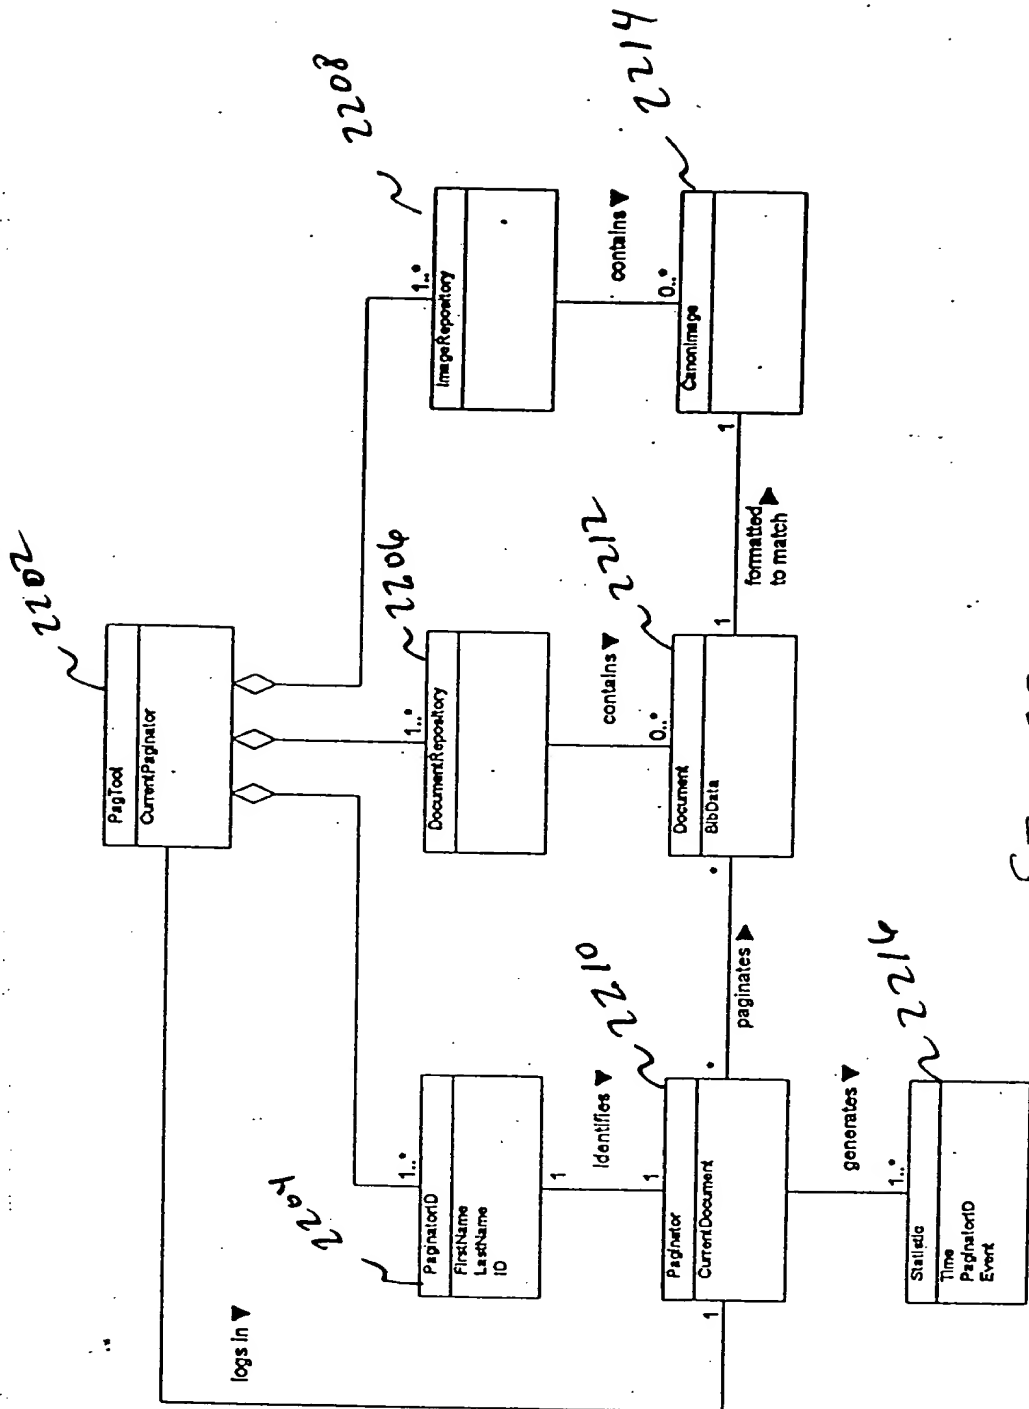 2202
PagTool
CurrentPaginator
logs in ▼
2204
1..*
PaginatorID
FirstName
LastName
ID
2206
1..*
DocumentRepository
2208
1..*
ImageRepository
1
Identifies ▼
1
contains ▼
0..*
contains ▼
0..*
2210
Paginator
CurrentDocument
1
*
paginates ▶
*
2212
Document
BibData
1
formatted
to match ▶
1
2214
CanonImage
generates ▼
1..*
2216
Statistic
Time
PaginatorID
Event